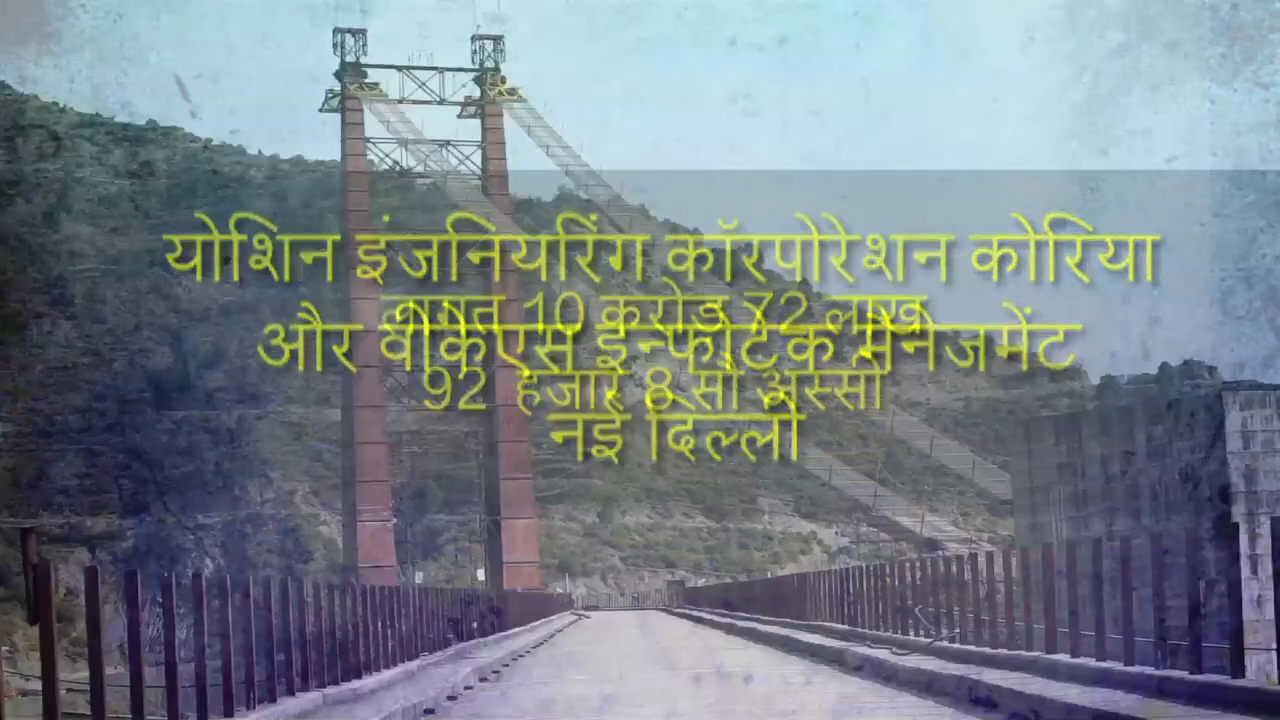 योशिन इंजनियरिंग कॉरपोरेशन कोरिया
लागत 10 करोड़ 72 लाख
और वीकेएस इन्फोटेक मैनेजमेंट
92 हजार 8 सौ अस्सी
नई दिल्ली